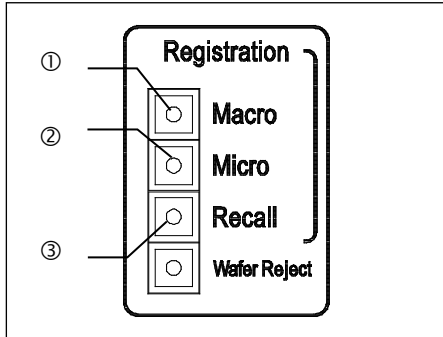 Registration
① Macro
② Micro
Recall
③ Wafer Reject